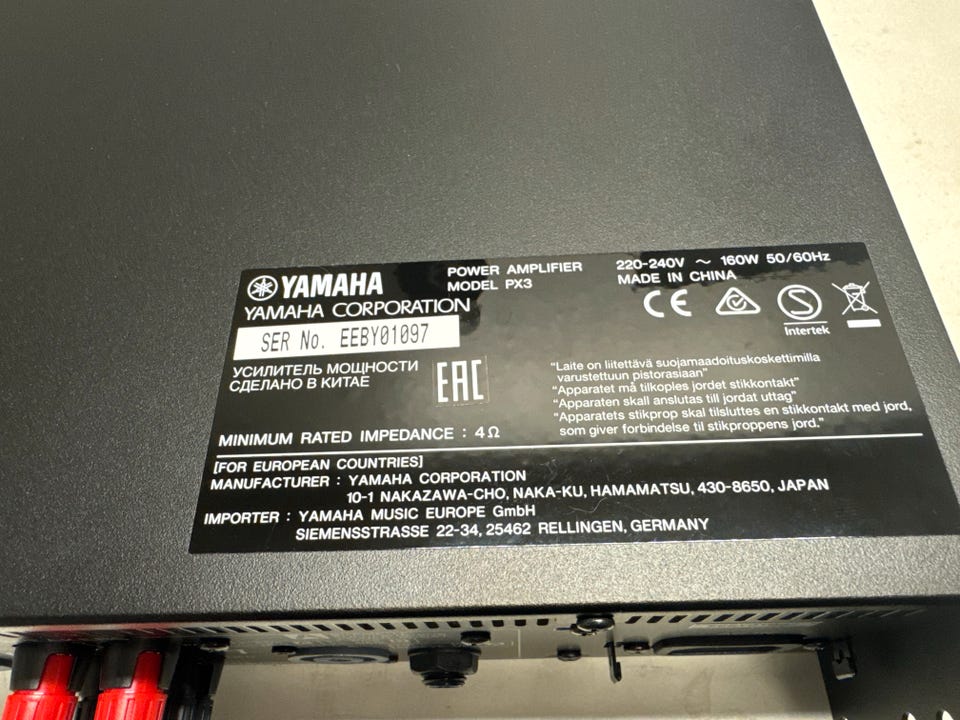 YAMAHA
YAMAHA CORPORATION
POWER AMPLIFIER
MODEL PX3
220-240V ~ 160W 50/60Hz
MADE IN CHINA
CE
S
Intertek
SER No. EEBY01097
УСИЛИТЕЛЬ МОЩНОСТИ
СДЕЛАНО В КИТАЕ
EAC
"Laite on liitettävä suojamaadoituskoskettimilla
varustettuun pistorasiaan"
"Apparatet må tilkoples jordet stikkontakt"
"Apparaten skall anslutas till jordat uttag"
"Apparatets stikprop skal tilsluttes en stikkontakt med jord,
som giver forbindelse til stikproppens jord."
MINIMUM RATED IMPEDANCE : 4Ω
[FOR EUROPEAN COUNTRIES]
MANUFACTURER : YAMAHA CORPORATION
10-1 NAKAZAWA-CHO, NAKA-KU, HAMAMATSU, 430-8650, JAPAN
IMPORTER : YAMAHA MUSIC EUROPE GmbH
SIEMENSSTRASSE 22-34, 25462 RELLINGEN, GERMANY